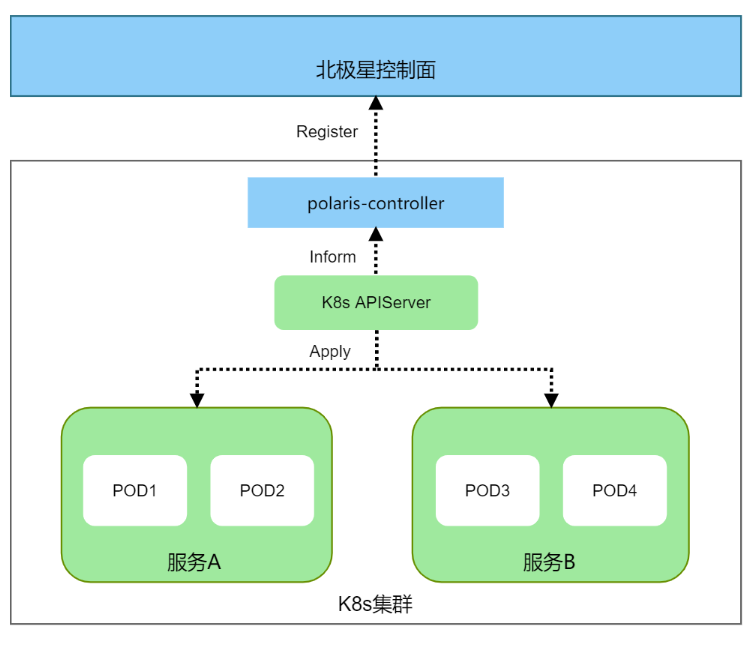 北极星控制面
Register
polaris-controller
Inform
K8s APIServer
Apply
POD1
POD2
POD3
POD4
服务A
服务B
K8s集群